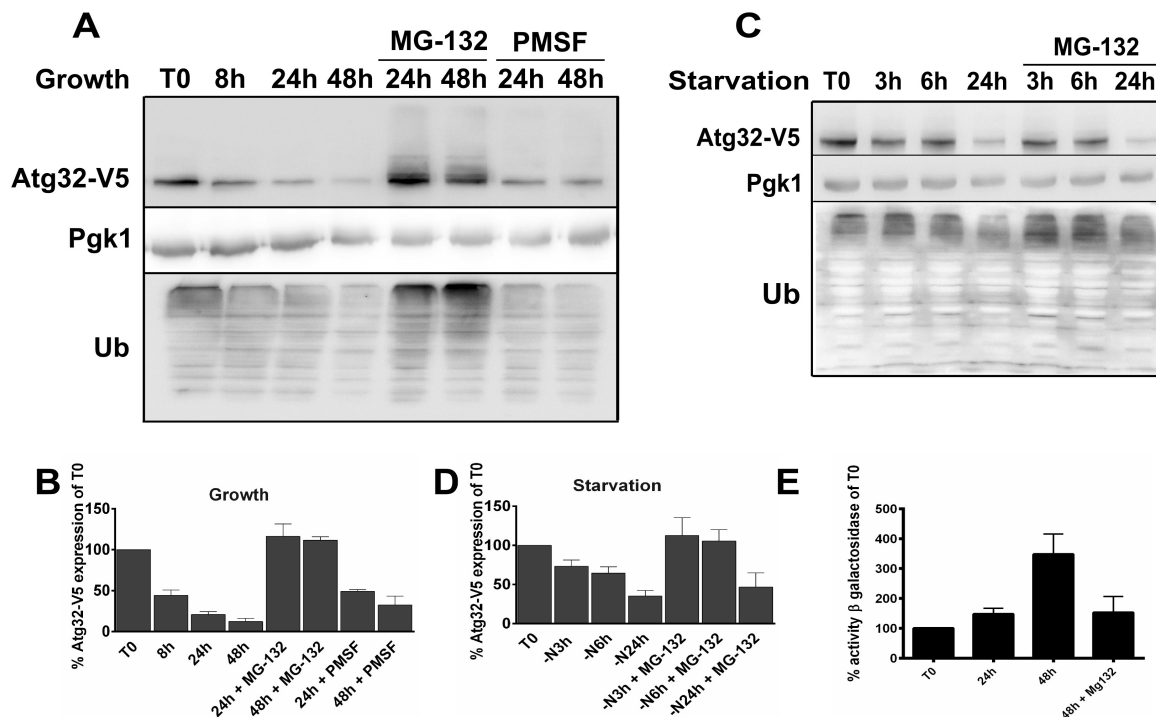 A
MG-132 PMSF
Growth T0 8h 24h 48h 24h 48h 24h 48h
Atg32-V5
Pgk1
Ub
C
MG-132
Starvation T0 3h 6h 24h 3h 6h 24h
Atg32-V5
Pgk1
Ub
B
Growth
% Atg32-V5 expression of T0
150
100
50
0
T0
8h
24h
48h
24h + MG-132
48h + MG-132
24h + PMSF
48h + PMSF
D
Starvation
% Atg32-V5 expression of T0
150
100
50
0
T0
-N3h
-N6h
-N24h
-N3h + MG-132
-N6h + MG-132
-N24h + MG-132
E
% activity β galactosidase of T0
500
400
300
200
100
0
T0
24h
48h
48h + Mg132